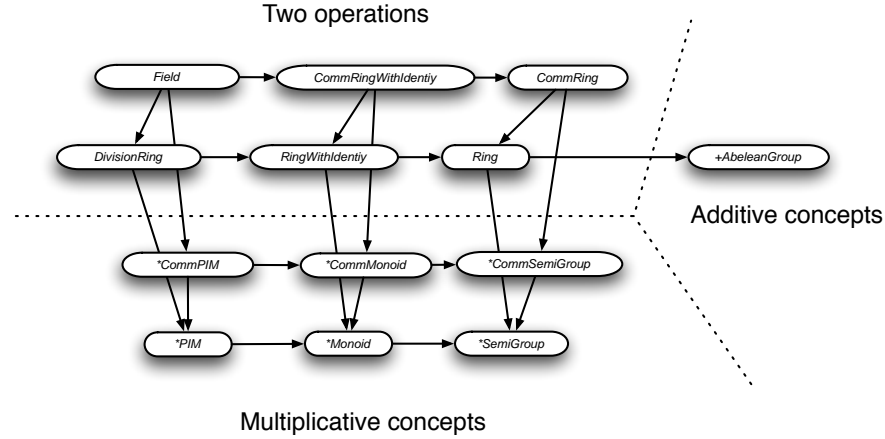 Two operations
Field
CommRingWithIdentiy
CommRing
DivisionRing
RingWithIdentiy
Ring
+AbeleanGroup
Additive concepts
*CommPIM
*CommMonoid
*CommSemiGroup
*PIM
*Monoid
*SemiGroup
Multiplicative concepts